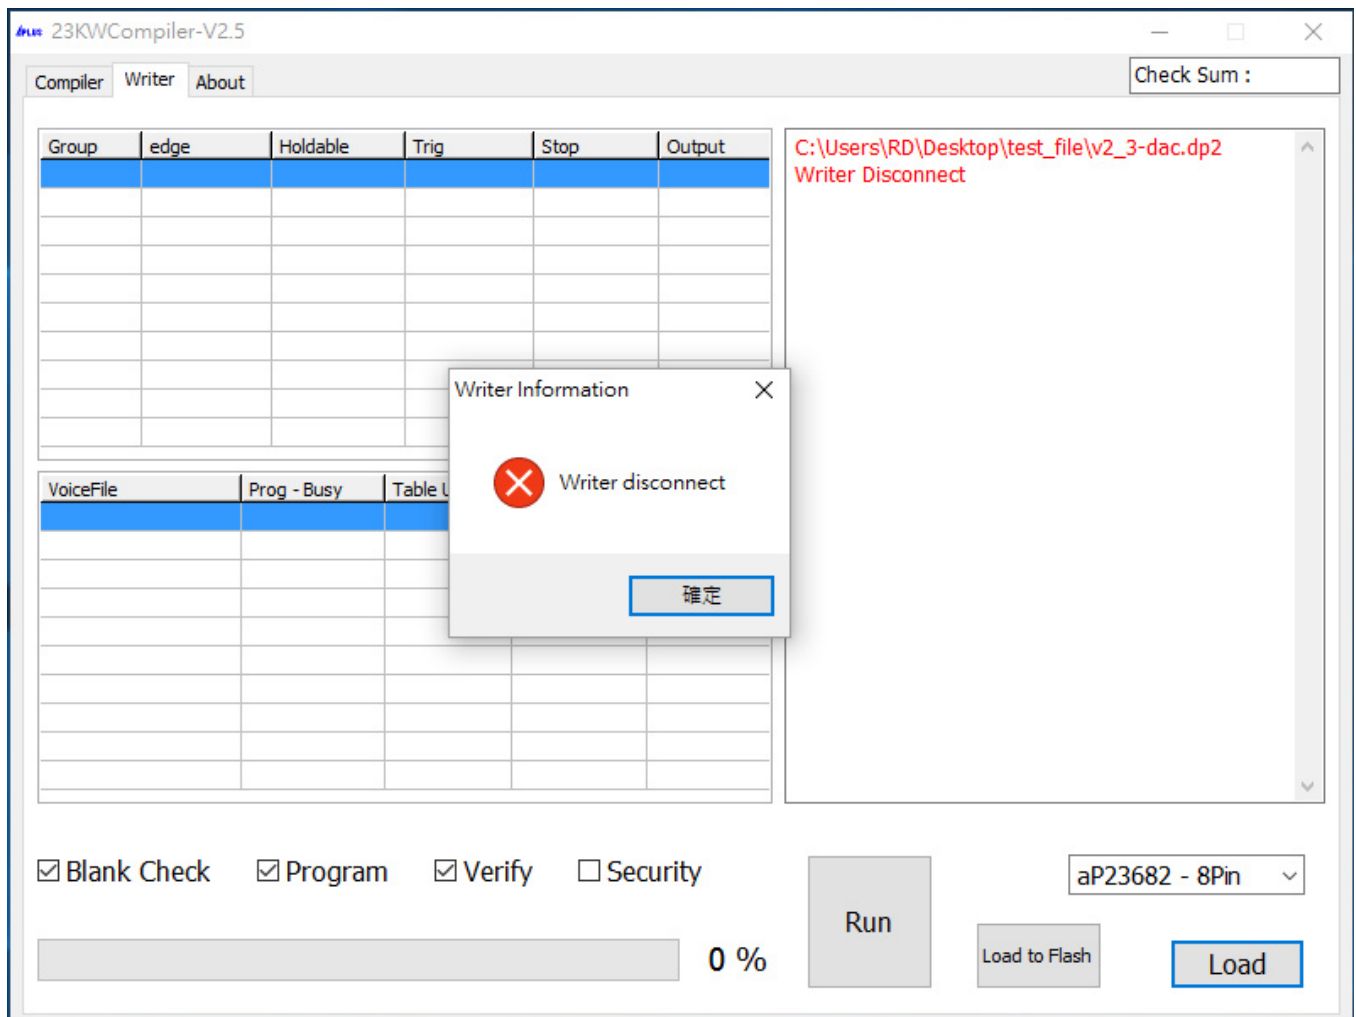 APLUS 23KWCompiler-V2.5
Compiler Writer About
Check Sum :
Group edge Holdable Trig Stop Output
C:\Users\RD\Desktop\test_file\v2_3-dac.dp2
Writer Disconnect
Writer Information
Writer disconnect
確定
VoiceFile Prog - Busy Table
Blank Check Program Verify Security
aP23682 - 8Pin
Run
Load to Flash
Load
0 %